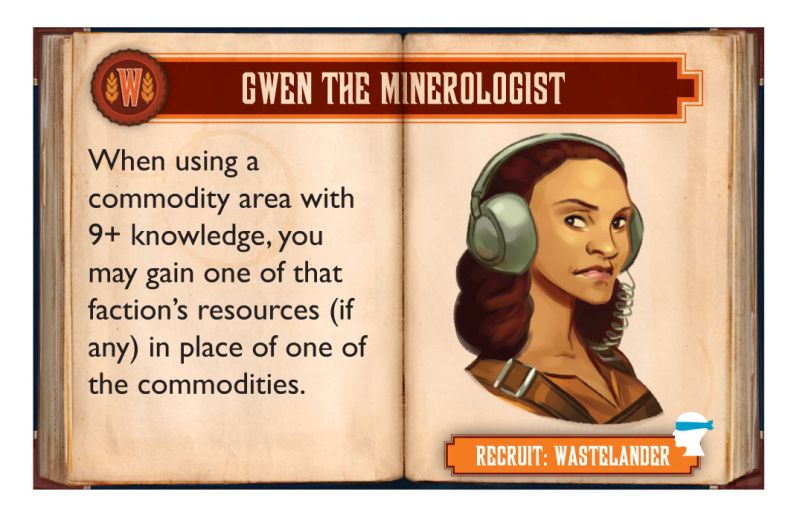 W
GWEN THE MINEROLOGIST
When using a
commodity area with
9+ knowledge, you
may gain one of that
faction's resources (if
any) in place of one of
the commodities.
RECRUIT: WASTELANDER